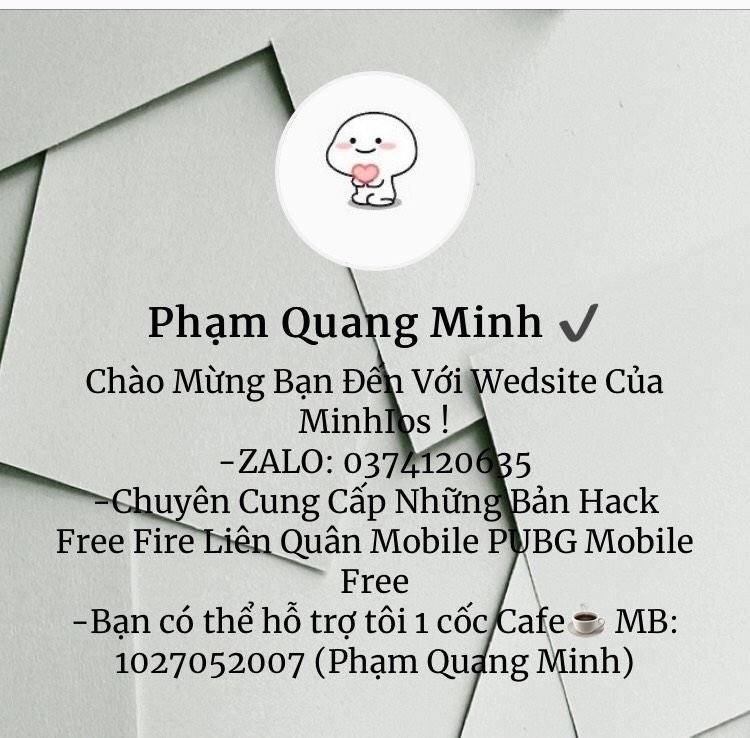 Phạm Quang Minh ✔
Chào Mừng Bạn Đến Với Wedsite Của
MinhIos !
-ZALO: 0374120635
-Chuyên Cung Cấp Những Bản Hack
Free Fire Liên Quân Mobile PUBG Mobile
Free
-Bạn có thể hỗ trợ tôi 1 cốc Cafe☕ MB:
1027052007 (Phạm Quang Minh)